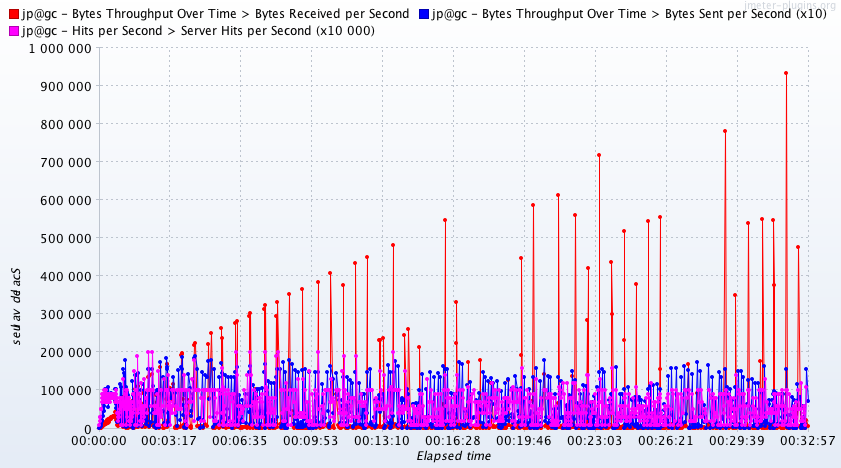 jmeter-plugins.org
jp@gc - Bytes Throughput Over Time > Bytes Received per Second jp@gc - Bytes Throughput Over Time > Bytes Sent per Second (x10)
jp@gc - Hits per Second > Server Hits per Second (x10 000)
1 000 000
900 000
800 000
700 000
600 000
500 000
400 000
300 000
200 000
100 000
0
00:00:00 00:03:17 00:06:35 00:09:53 00:13:10 00:16:28 00:19:46 00:23:03 00:26:21 00:29:39 00:32:57
Elapsed time